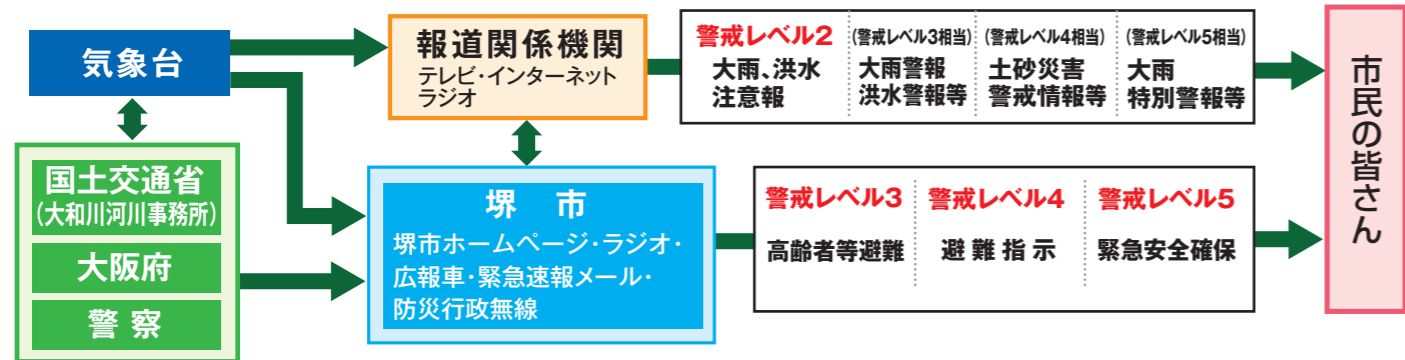 気象台
国土交通省
（大和川河川事務所）
大阪府
警察
報道関係機関
テレビ・インターネット
ラジオ
堺 市
堺市ホームページ・ラジオ・
広報車・緊急速報メール・
防災行政無線
警戒レベル2
大雨、洪水
注意報
（警戒レベル3相当）
大雨警報
洪水警報等
（警戒レベル4相当）
土砂災害
警戒情報等
（警戒レベル5相当）
大雨
特別警報等
警戒レベル3
高齢者等避難
警戒レベル4
避難指示
警戒レベル5
緊急安全確保
市民の皆さん